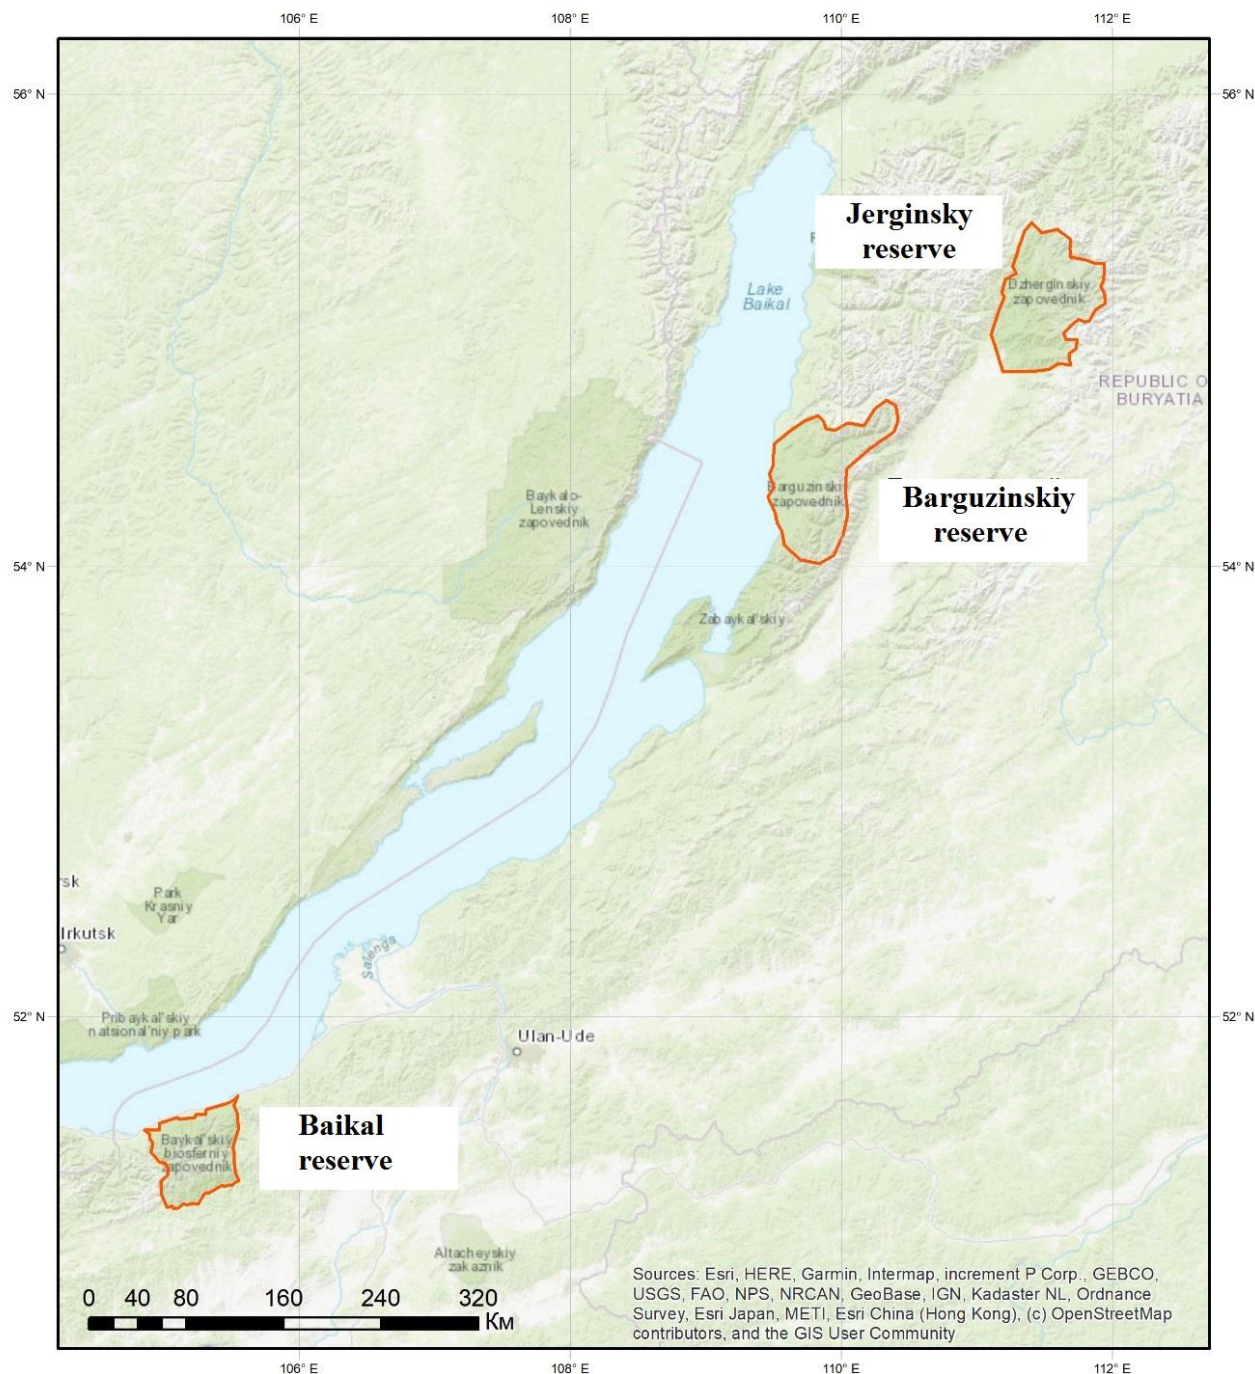 106° E
108° E
110° E
112° E
56° N
56° N
Jerginsky
reserve
Lake
Baikal
Dzherginskiy
zapovednik
REPUBLIC O
BURYATIA
Baykalo-
Lenskiy
zapovednik
Barguzinskiy
zapovednik
Barguzinskiy
reserve
54° N
54° N
Zabaykal'skiy
rsk
Park
Krasniy
Yar
Irkutsk
Selenga
Pribaykal'skiy
natsional'niy park
52° N
52° N
Ulan-Ude
Baykal'skiy
biosferniy
zapovednik
Baikal
reserve
Altacheyskiy
zakaznik
0 40 80 160 240 320
Км
Sources: Esri, HERE, Garmin, Intermap, increment P Corp., GEBCO,
USGS, FAO, NPS, NRCAN, GeoBase, IGN, Kadaster NL, Ordnance
Survey, Esri Japan, METI, Esri China (Hong Kong), (c) OpenStreetMap
contributors, and the GIS User Community
106° E
108° E
110° E
112° E